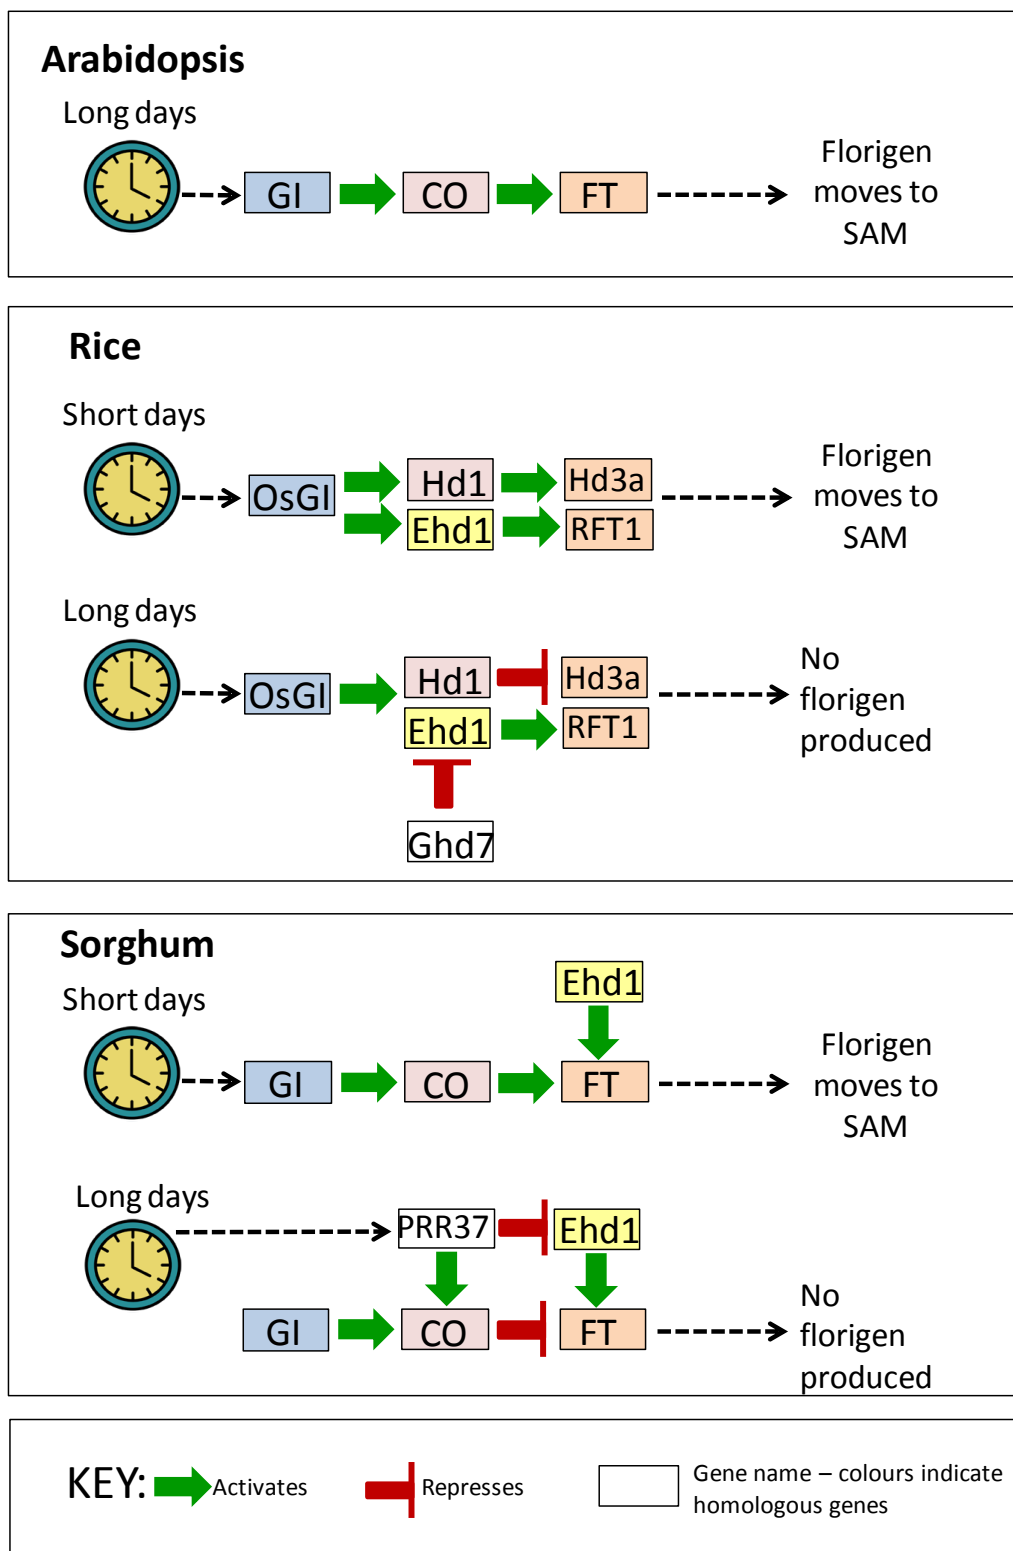 Arabidopsis
Long days
GI
CO
FT
Florigen
moves to
SAM
Rice
Short days
OsGI
Hd1
Hd3a
Ehd1
RFT1
Florigen
moves to
SAM
Long days
OsGI
Hd1
Hd3a
Ehd1
RFT1
Ghd7
No
florigen
produced
Sorghum
Short days
Ehd1
GI
CO
FT
Florigen
moves to
SAM
Long days
PRR37
Ehd1
GI
CO
FT
No
florigen
produced
KEY:
Activates
Represses
Gene name – colours indicate
homologous genes